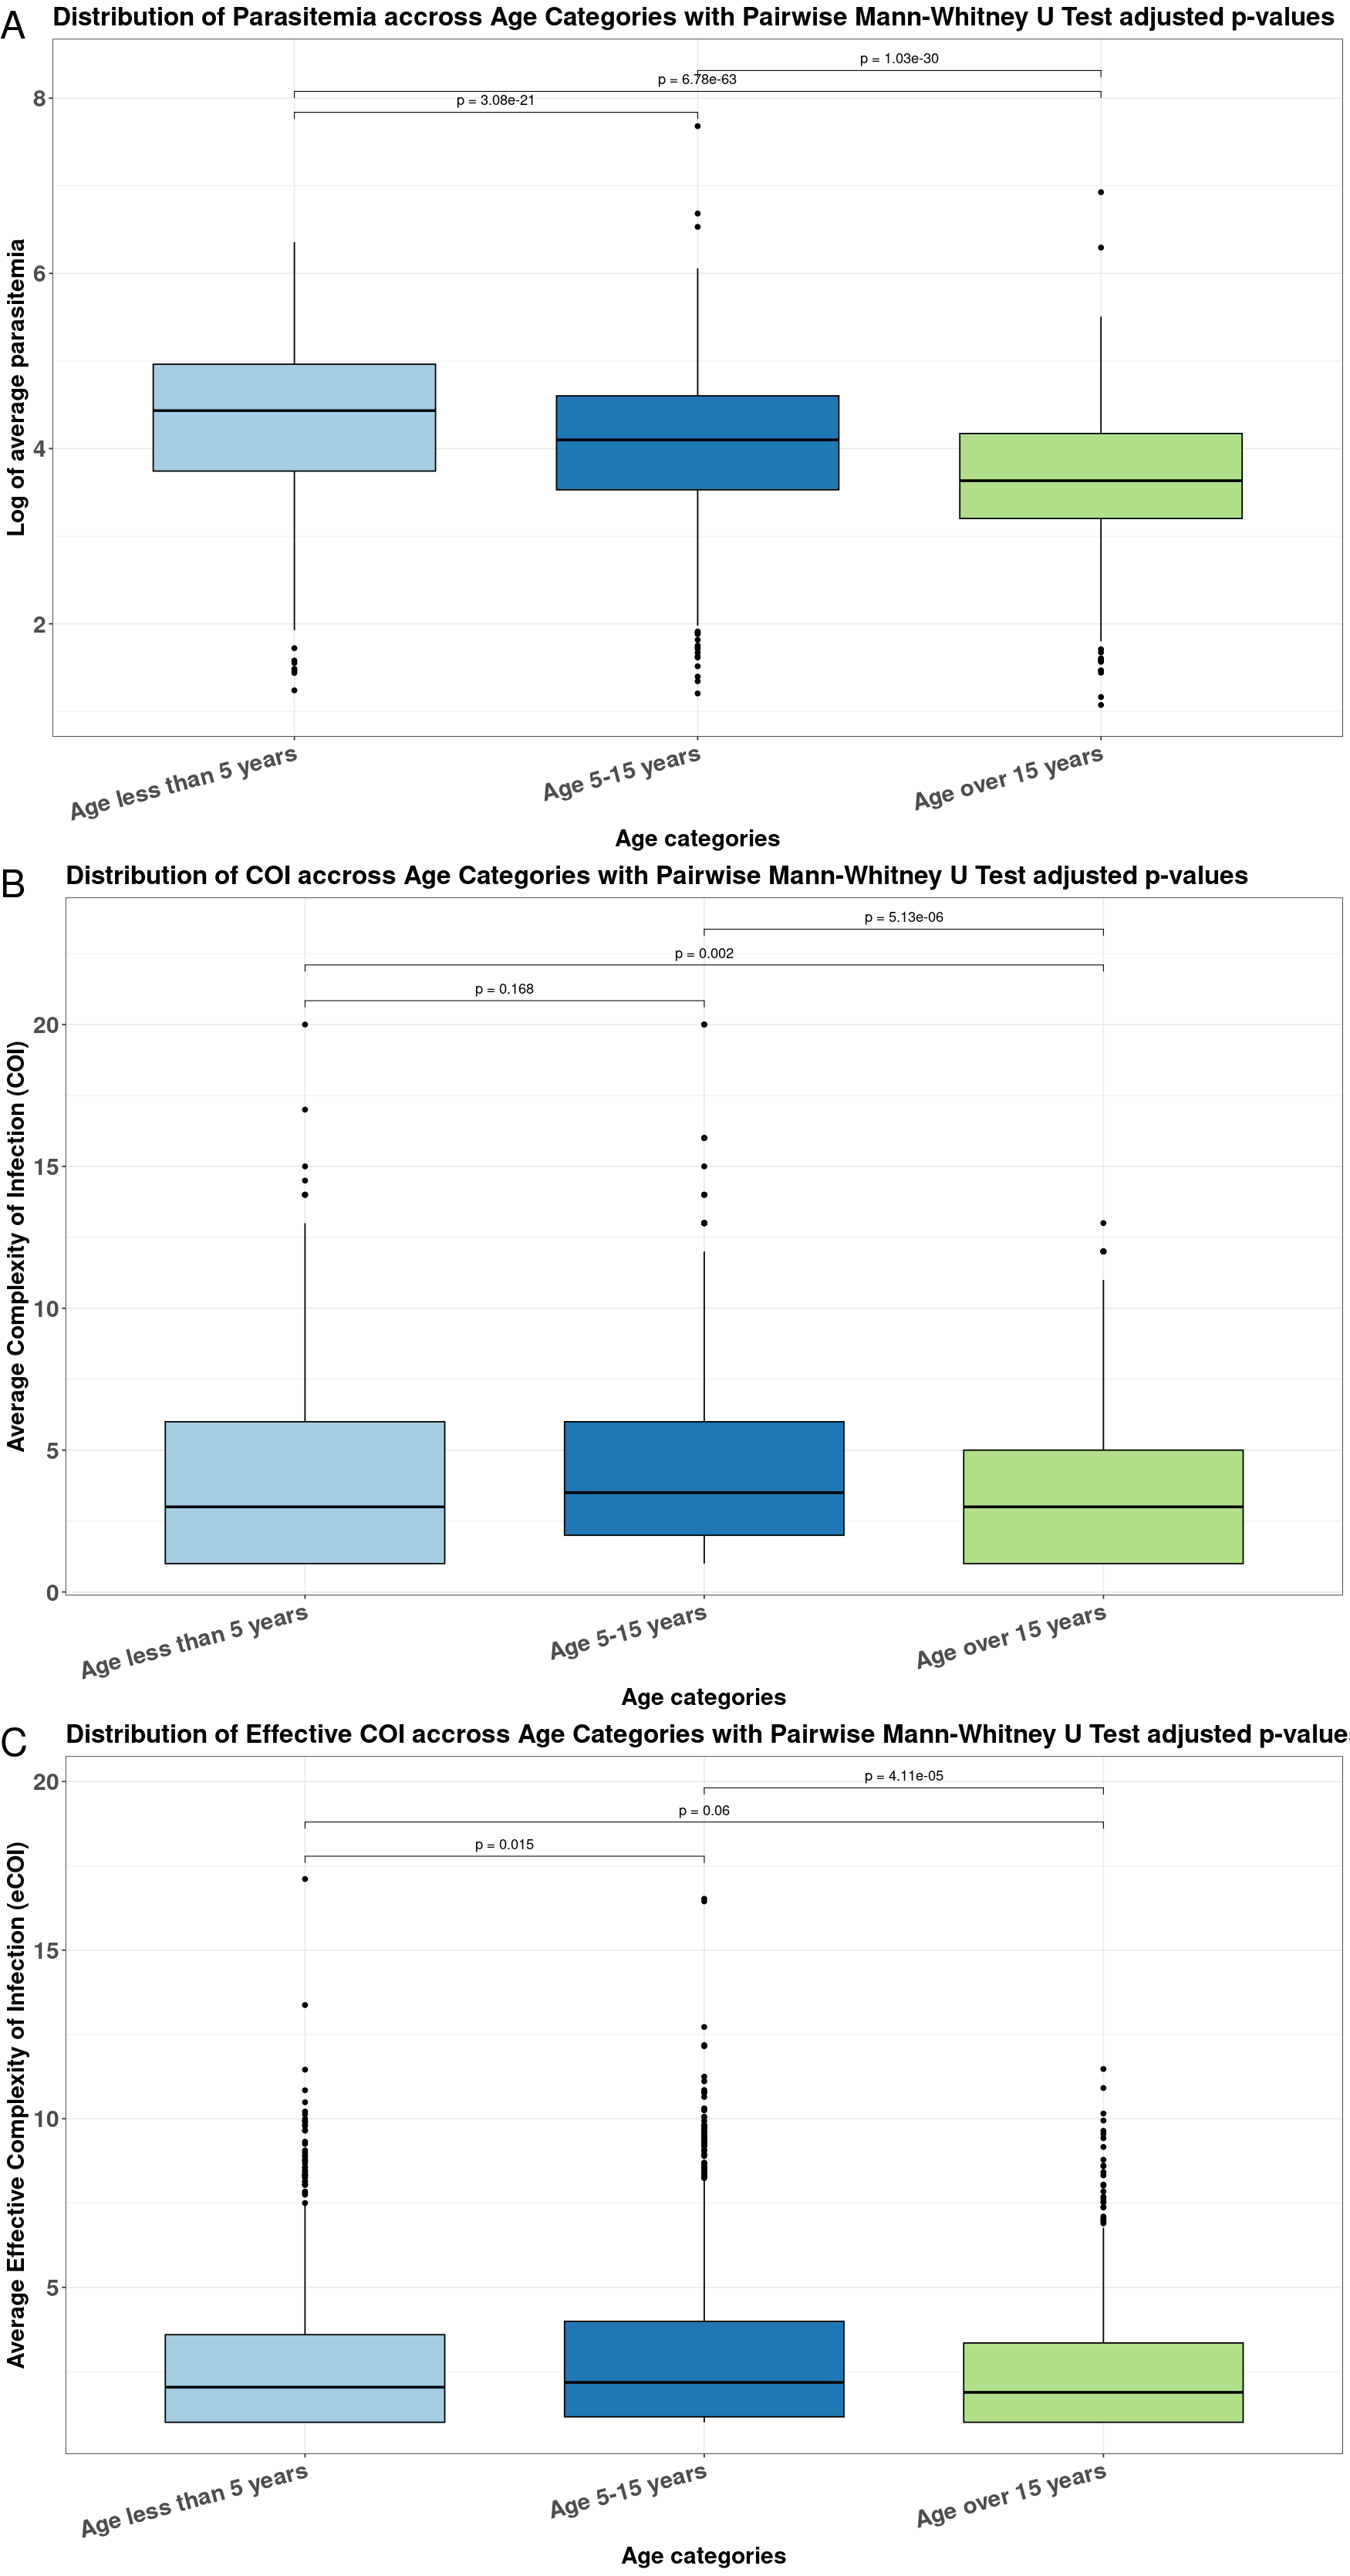 A
Distribution of Parasitemia accross Age Categories with Pairwise Mann-Whitney U Test adjusted p-values
p = 1.03e-30
p = 6.78e-63
p = 3.08e-21
8
6
4
2
Log of average parasitemia
Age less than 5 years
Age 5-15 years
Age over 15 years
Age categories
B
Distribution of COI accross Age Categories with Pairwise Mann-Whitney U Test adjusted p-values
p = 5.13e-06
p = 0.002
p = 0.168
20
15
10
5
0
Average Complexity of Infection (COI)
Age less than 5 years
Age 5-15 years
Age over 15 years
Age categories
C
Distribution of Effective COI accross Age Categories with Pairwise Mann-Whitney U Test adjusted p-values
p = 4.11e-05
p = 0.06
p = 0.015
20
15
10
5
Average Effective Complexity of Infection (eCOI)
Age less than 5 years
Age 5-15 years
Age over 15 years
Age categories